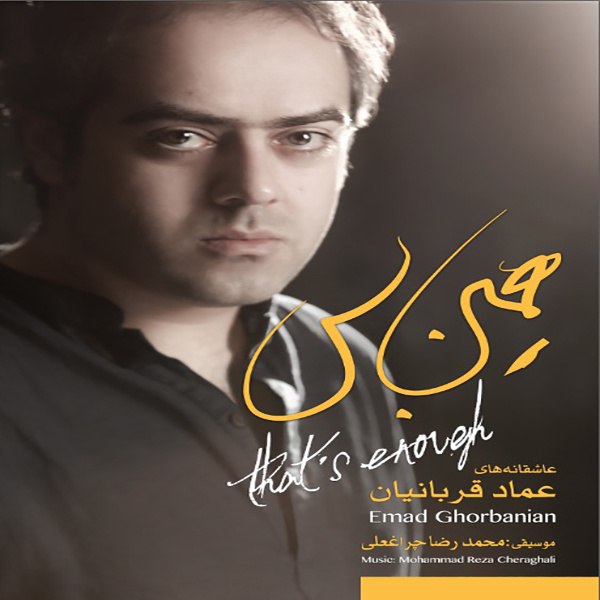 همین بس
that's enough
عاشقانه‌های
عماد قربانیان
Emad Ghorbanian
موسیقی: محمد رضا چراغعلی
Music: Mohammad Reza Cheraghali